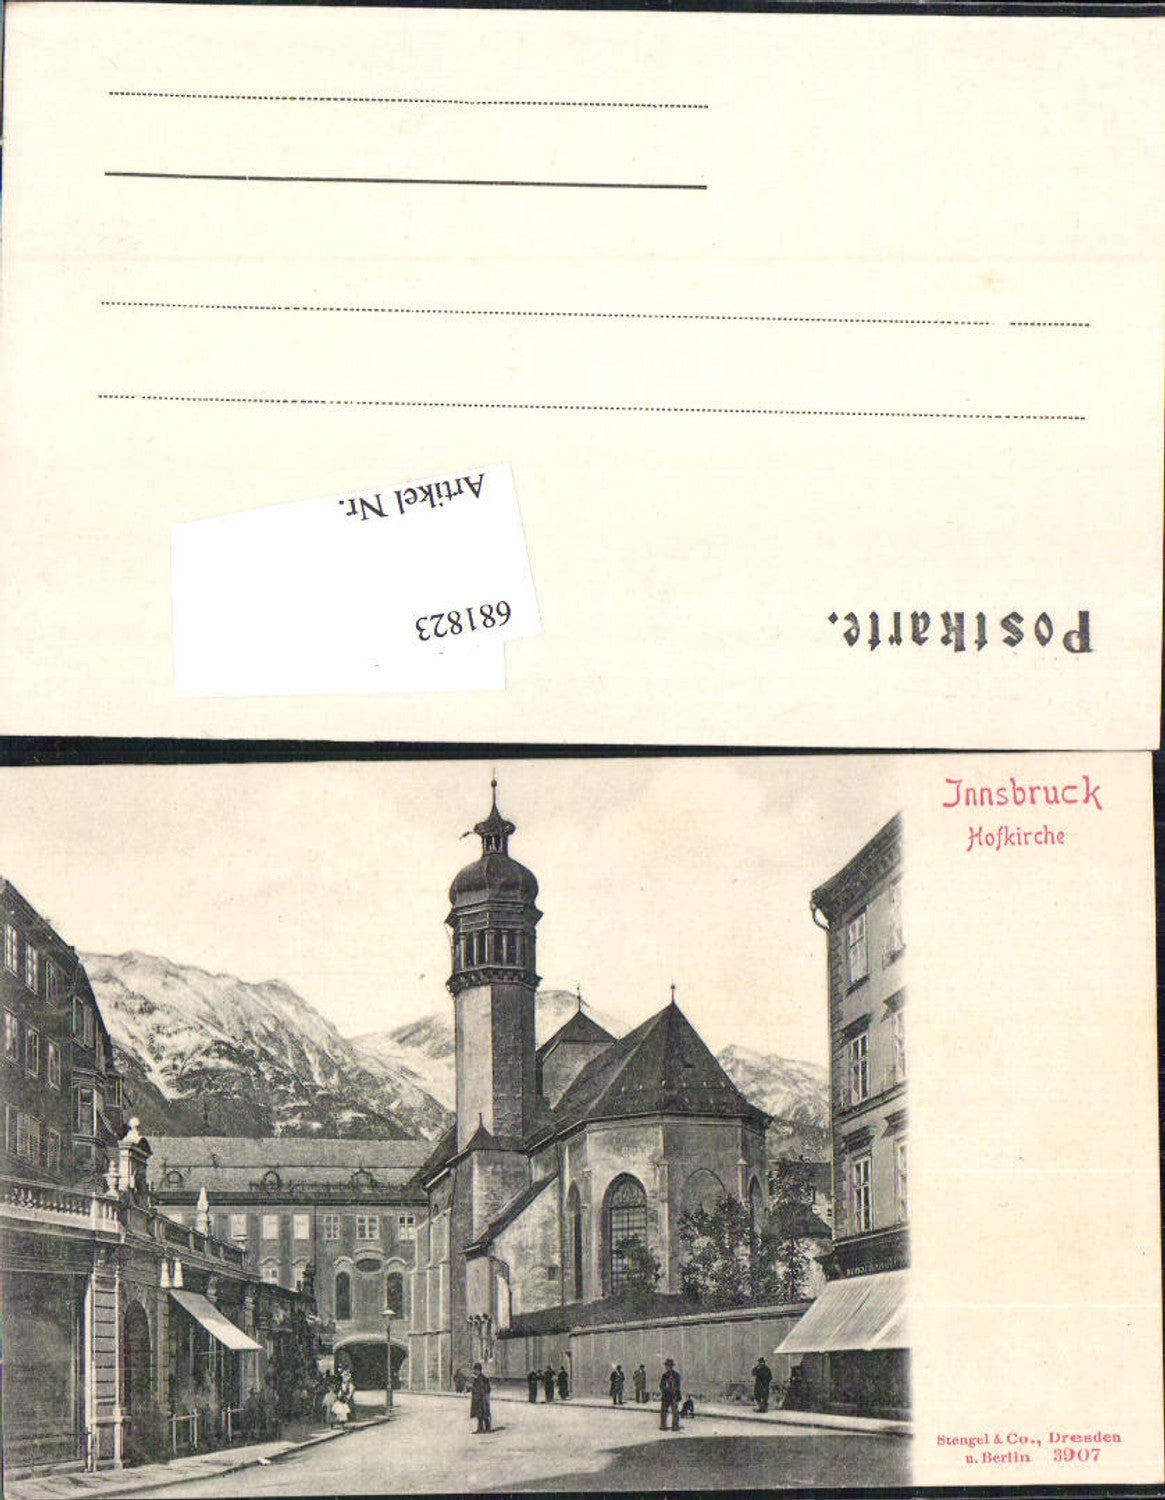 Artikel Nr.
681823
Postkarte.
Innsbruck
Hofkirche
Stengel & Co., Dresden
u. Berlin 3907